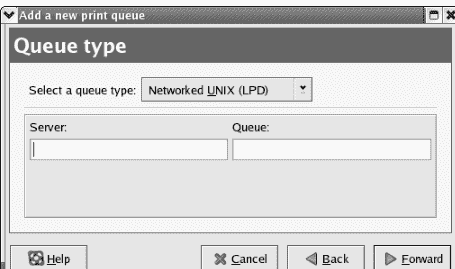 Add a new print queue
Queue type
Select a queue type: Networked UNIX (LPD)
Server: Queue:
Help Cancel Back Forward